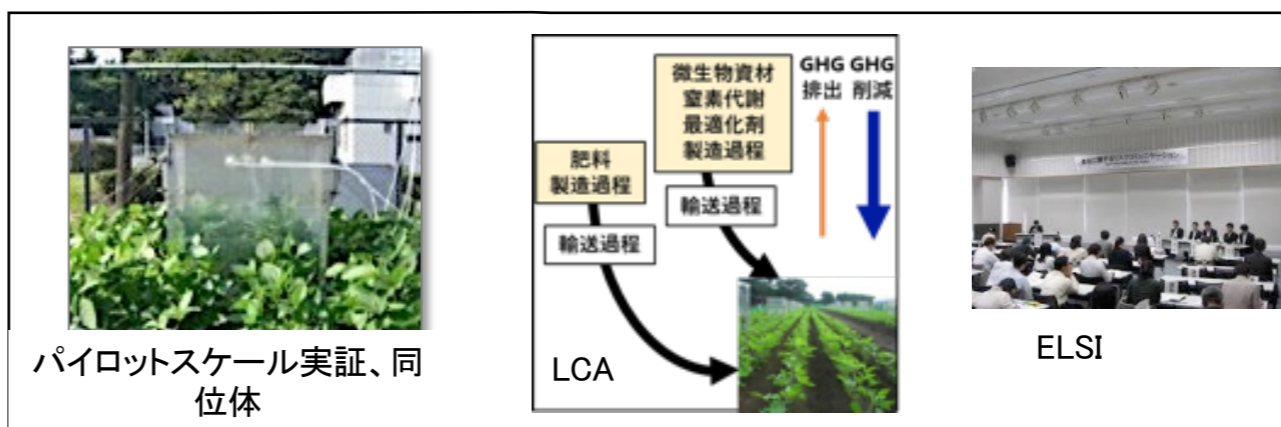 パイロットスケール実証、同
位体
肥料
製造過程
輸送過程
微生物資材
窒素代謝
最適化剤
製造過程
輸送過程
GHG
排出
GHG
削減
LCA
ELSI